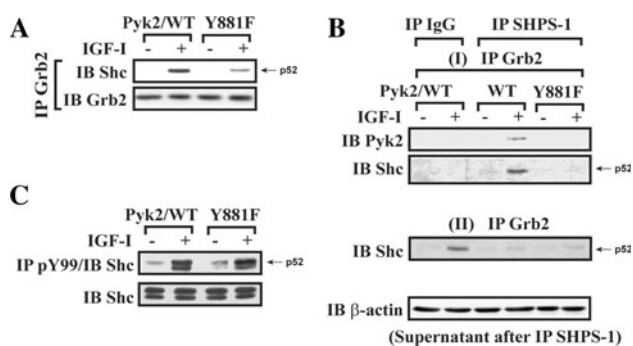 A
Pyk2/WT Y881F
IGF-I - + - +
IP Grb2
IB Shc p52
IB Grb2
B
IP IgG IP SHPS-1
(I) IP Grb2
Pyk2/WT WT Y881F
IGF-I - + - + - +
IB Pyk2
IB Shc p52
(II) IP Grb2
IB Shc p52
IB β-actin
(Supernatant after IP SHPS-1)
C
Pyk2/WT Y881F
IGF-I - + - +
IP pY99/IB Shc p52
IB Shc